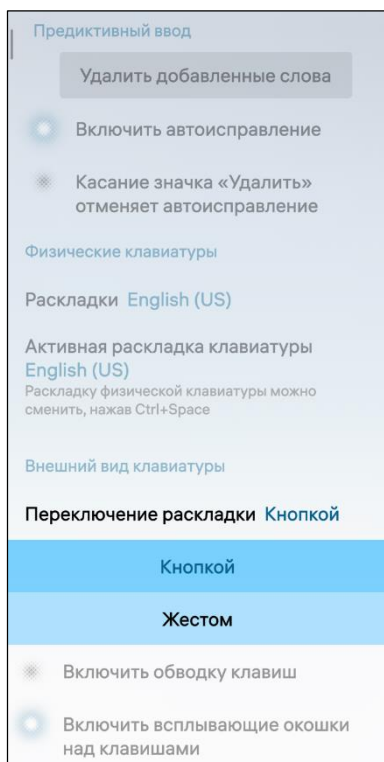 Предиктивный ввод
Удалить добавленные слова
Включить автоисправление
Касание значка «Удалить»
отменяет автоисправление
Физические клавиатуры
Раскладки English (US)
Активная раскладка клавиатуры
English (US)
Раскладку физической клавиатуры можно
сменить, нажав Ctrl+Space
Внешний вид клавиатуры
Переключение раскладки Кнопкой
Кнопкой
Жестом
Включить обводку клавиш
Включить всплывающие окошки
над клавишами